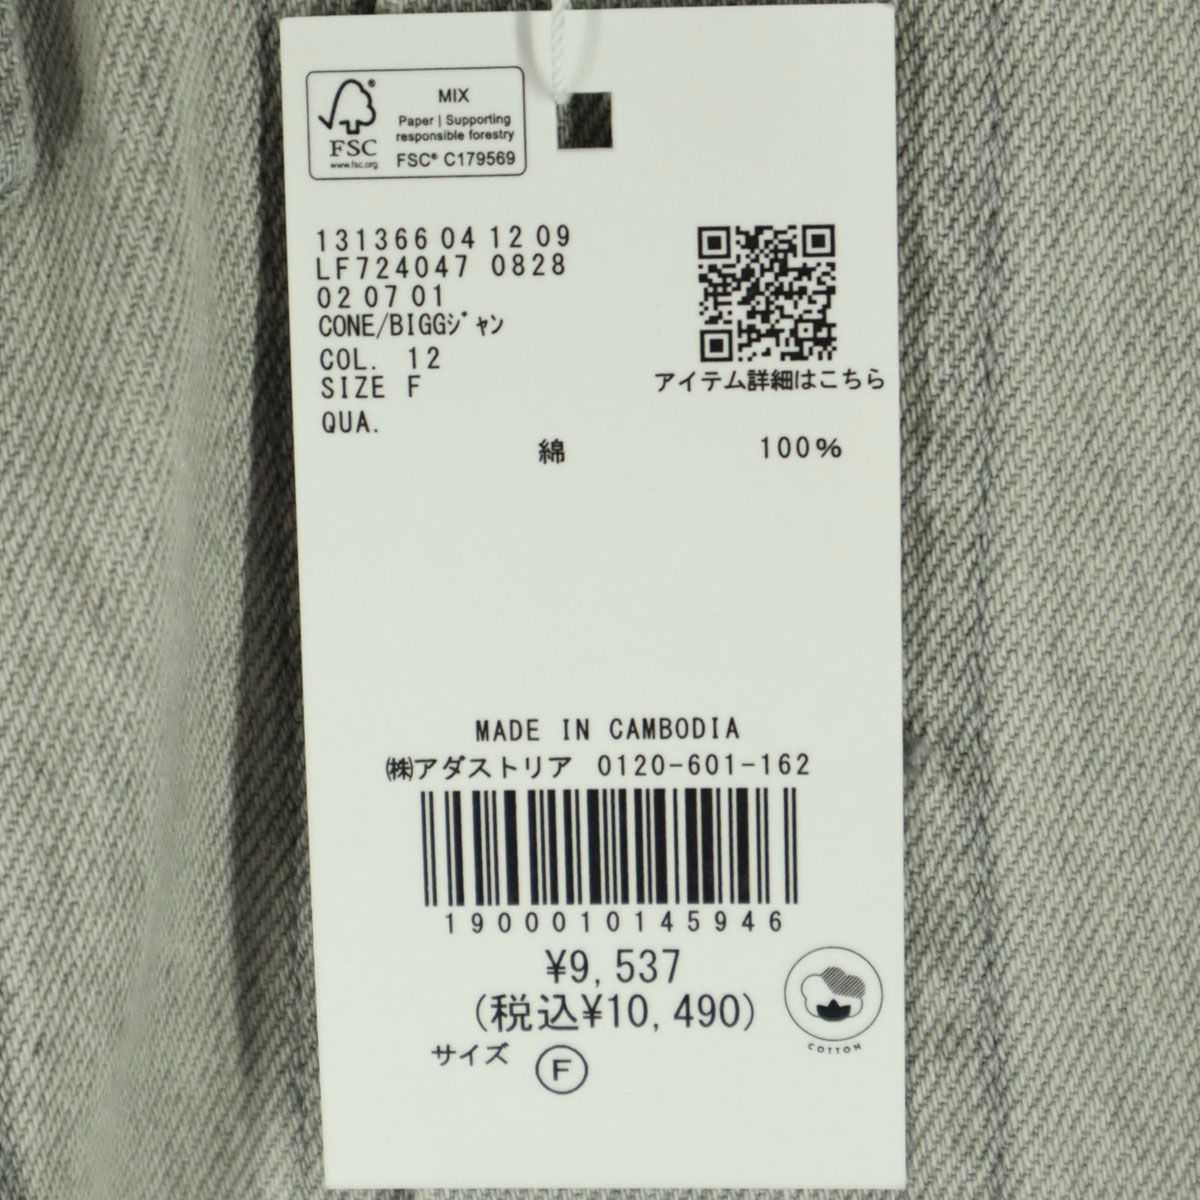 MIX
Paper | Supporting
responsible forestry
FSC® C179569
FSC
www.fsc.org
131366 04 12 09
LF724047 0828
02 07 01
CONE/BIGGｼﾞｬﾝ
COL. 12
SIZE F
QUA.
綿 100%
アイテム詳細はこちら
MADE IN CAMBODIA
㈱アダストリア 0120-601-162
1900010145946
¥9,537
(税込¥10,490)
サイズ F
COTTON